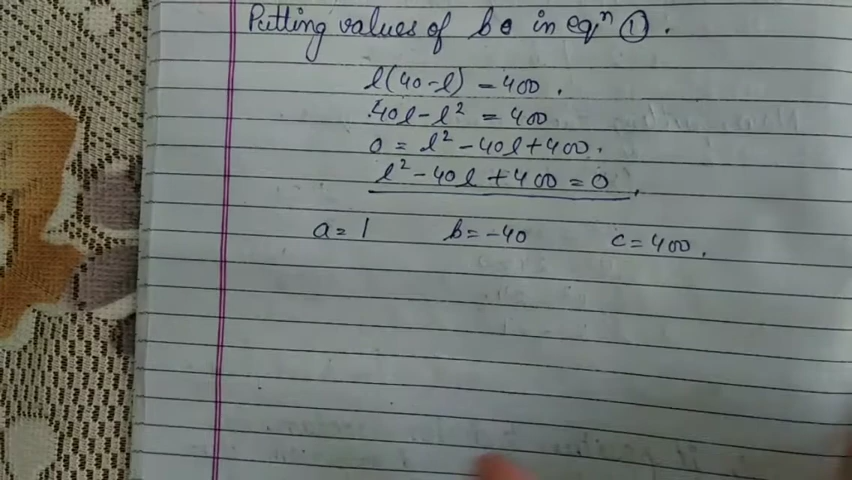 Putting values of b in eqⁿ ①.
l(40-l) = 400.
40l - l² = 400
0 = l² - 40l + 400.
l² - 40l + 400 = 0
a = 1 b = -40 c = 400.